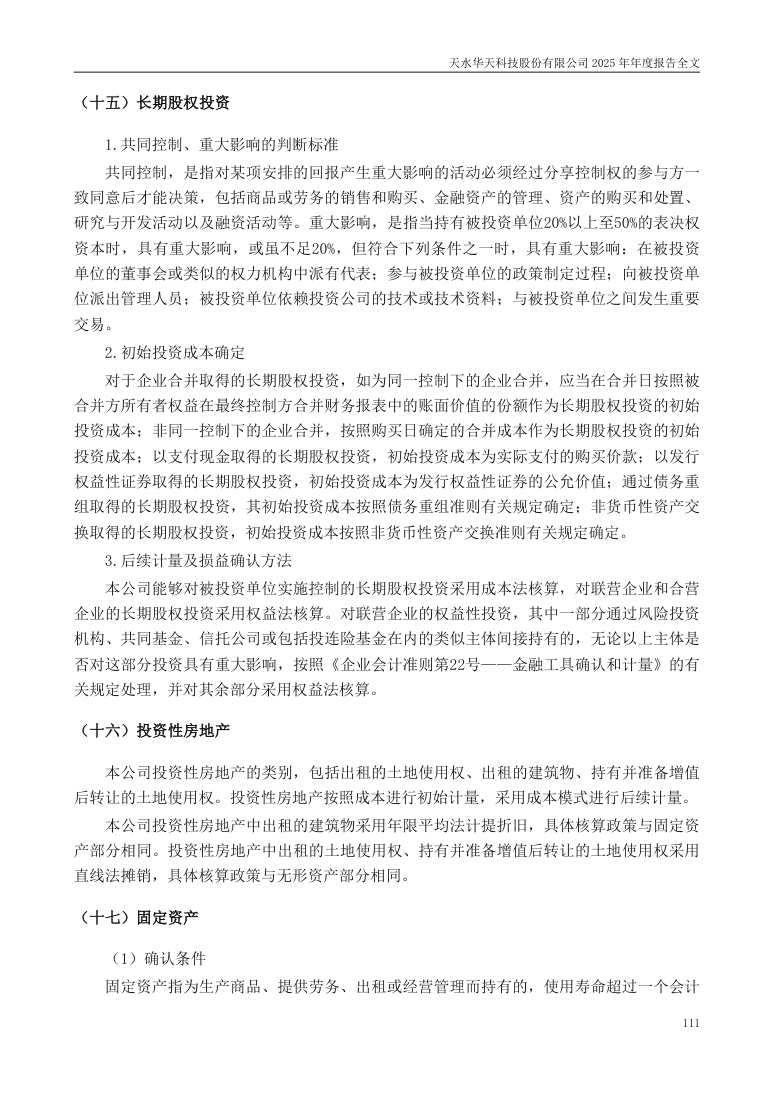 天水华天科技股份有限公司 2025 年年度报告全文
（十五）长期股权投资
1.共同控制、重大影响的判断标准
共同控制，是指对某项安排的回报产生重大影响的活动必须经过分享控制权的参与方一
致同意后才能决策，包括商品或劳务的销售和购买、金融资产的管理、资产的购买和处置、
研究与开发活动以及融资活动等。重大影响，是指当持有被投资单位20%以上至50%的表决权
资本时，具有重大影响，或虽不足20%，但符合下列条件之一时，具有重大影响：在被投资
单位的董事会或类似的权力机构中派有代表；参与被投资单位的政策制定过程；向被投资单
位派出管理人员；被投资单位依赖投资公司的技术或技术资料；与被投资单位之间发生重要
交易。
2.初始投资成本确定
对于企业合并取得的长期股权投资，如为同一控制下的企业合并，应当在合并日按照被
合并方所有者权益在最终控制方合并财务报表中的账面价值的份额作为长期股权投资的初始
投资成本；非同一控制下的企业合并，按照购买日确定的合并成本作为长期股权投资的初始
投资成本；以支付现金取得的长期股权投资，初始投资成本为实际支付的购买价款；以发行
权益性证券取得的长期股权投资，初始投资成本为发行权益性证券的公允价值；通过债务重
组取得的长期股权投资，其初始投资成本按照债务重组准则有关规定确定；非货币性资产交
换取得的长期股权投资，初始投资成本按照非货币性资产交换准则有关规定确定。
3.后续计量及损益确认方法
本公司能够对被投资单位实施控制的长期股权投资采用成本法核算，对联营企业和合营
企业的长期股权投资采用权益法核算。对联营企业的权益性投资，其中一部分通过风险投资
机构、共同基金、信托公司或包括投连险基金在内的类似主体间接持有的，无论以上主体是
否对这部分投资具有重大影响，按照《企业会计准则第22号——金融工具确认和计量》的有
关规定处理，并对其余部分采用权益法核算。
（十六）投资性房地产
本公司投资性房地产的类别，包括出租的土地使用权、出租的建筑物、持有并准备增值
后转让的土地使用权。投资性房地产按照成本进行初始计量，采用成本模式进行后续计量。
本公司投资性房地产中出租的建筑物采用年限平均法计提折旧，具体核算政策与固定资
产部分相同。投资性房地产中出租的土地使用权、持有并准备增值后转让的土地使用权采用
直线法摊销，具体核算政策与无形资产部分相同。
（十七）固定资产
（1）确认条件
固定资产指为生产商品、提供劳务、出租或经营管理而持有的，使用寿命超过一个会计
111